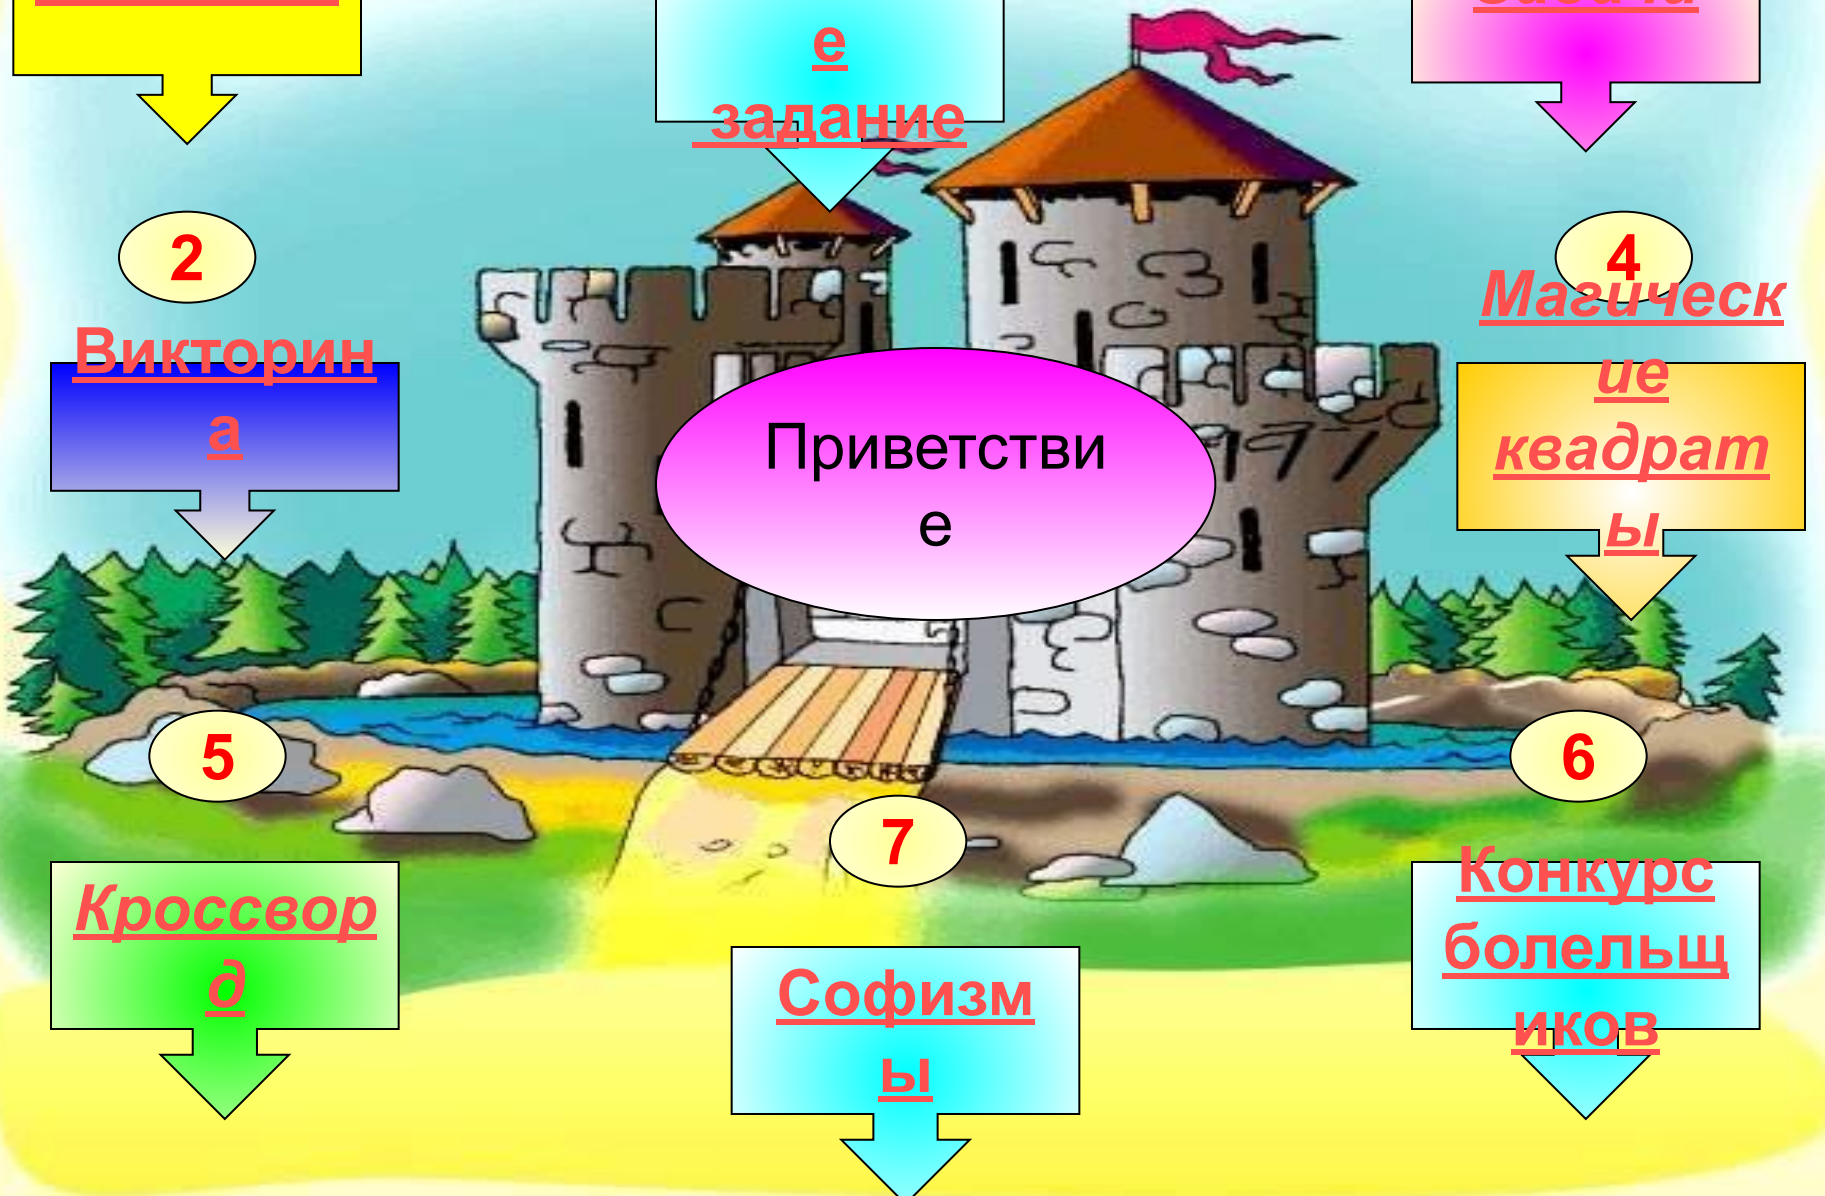 е
задание
2
4
Викторин
а
Магическ
ие
квадрат
ы
Приветстви
е
5
6
7
Кроссвор
д
Софизм
ы
Конкурс
болельщ
иков